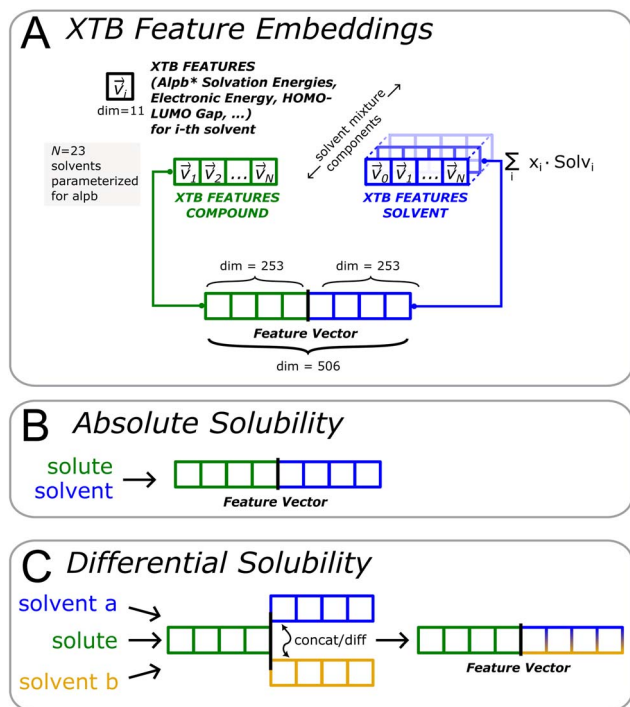 A XTB Feature Embeddings
v⃗i
dim=11
XTB FEATURES
(Alpb* Solvation Energies,
Electronic Energy, HOMO-
LUMO Gap, ...)
for i-th solvent
N=23
solvents
parameterized
for alpb
solvent mixture
components
v⃗1 v⃗2 ... v⃗N
XTB FEATURES
COMPOUND
v⃗0 v⃗1 ... v⃗N
XTB FEATURES
SOLVENT
∑i xi · Solvi
dim = 253
dim = 253
Feature Vector
dim = 506
B Absolute Solubility
solute
solvent
Feature Vector
C Differential Solubility
solvent a
solute
solvent b
concat/diff
Feature Vector